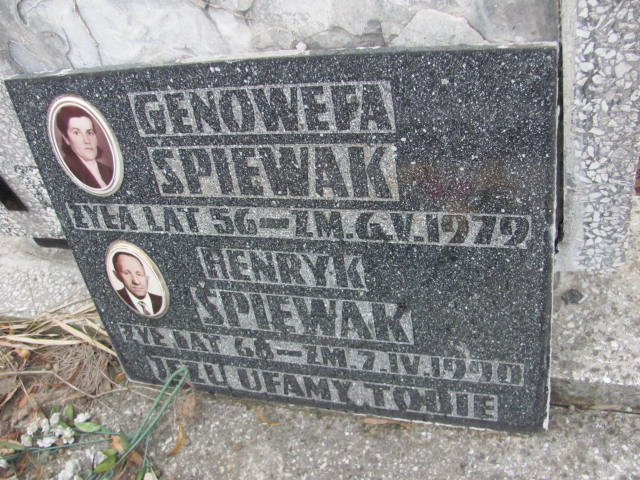 GENOWEFA
ŚPIEWAK
ŻYŁA LAT 56—ZM.6.V.1979
HENRYK
ŚPIEWAK
ŻYŁ LAT 68—ZM.7.IV.1990
JEZU UFAMY TOBIE